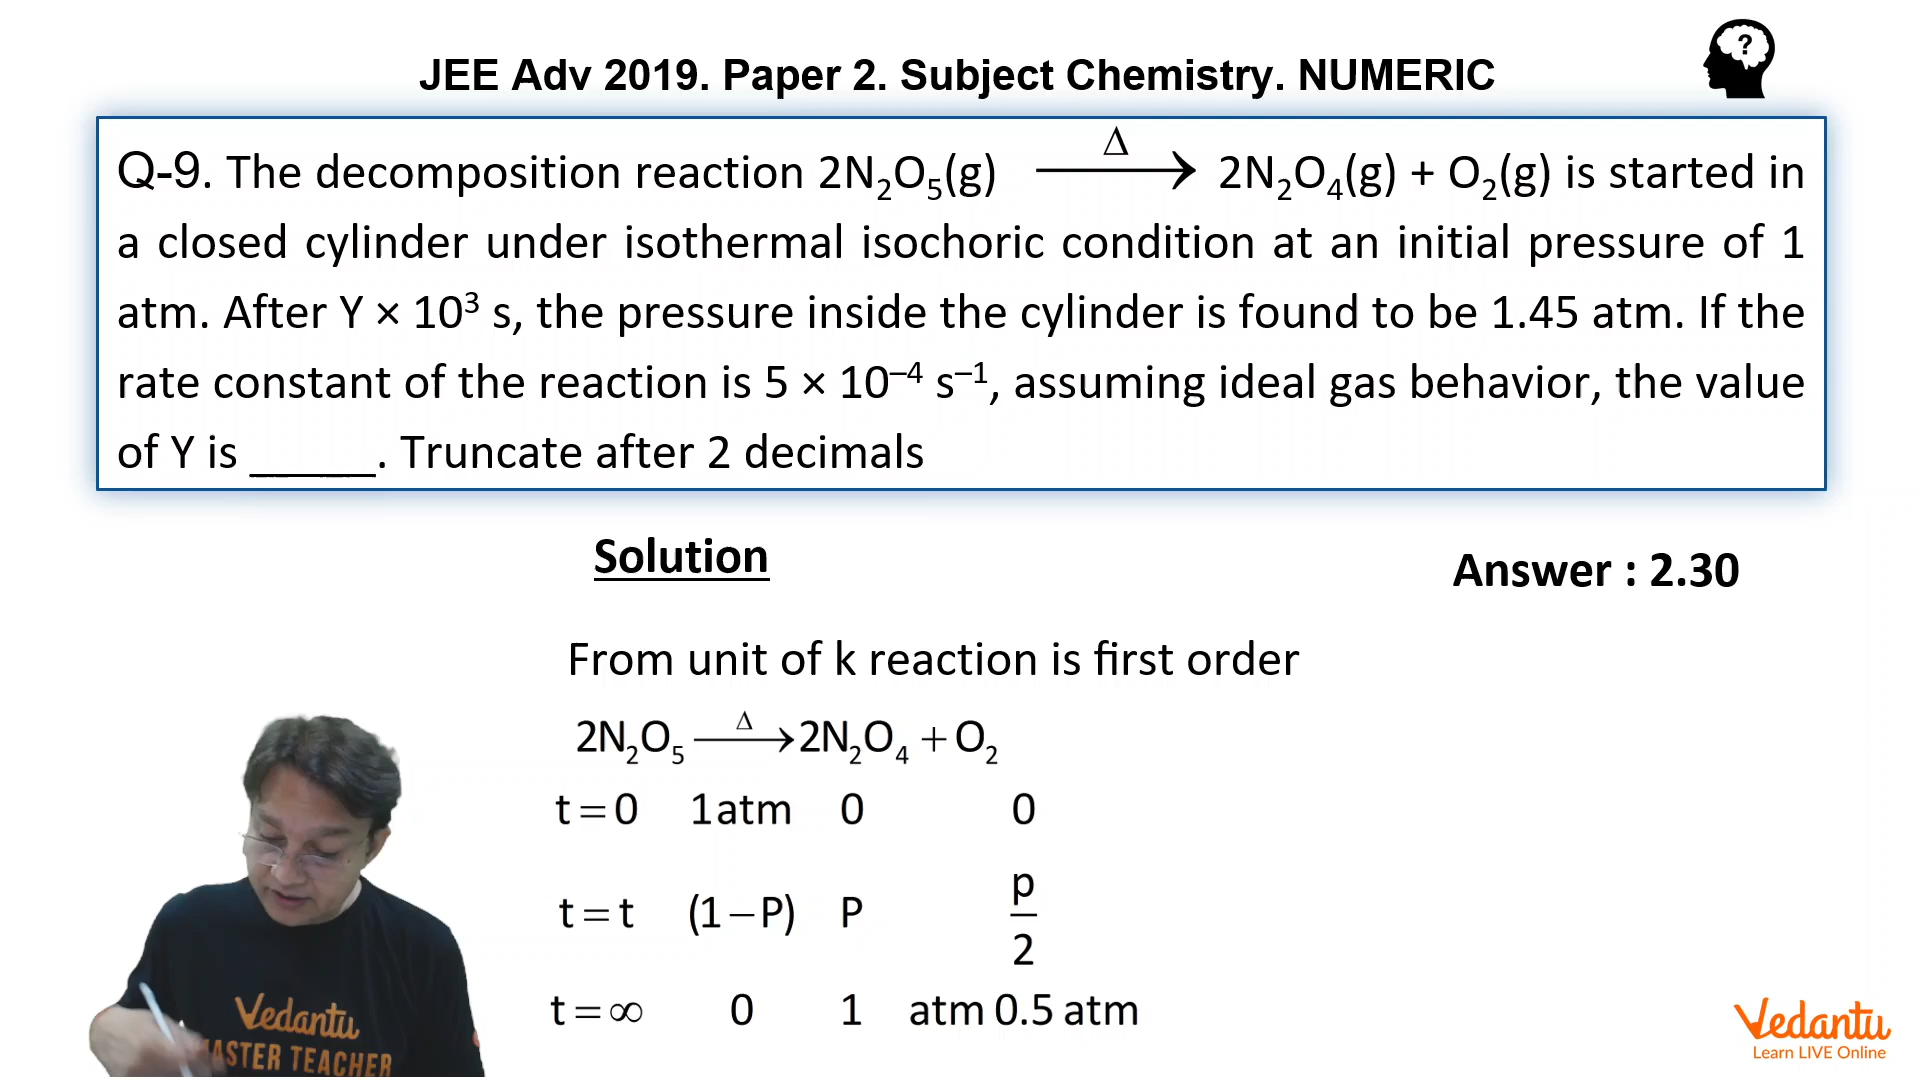 JEE Adv 2019. Paper 2. Subject Chemistry. NUMERIC
?
Q-9. The decomposition reaction 2N₂O₅(g) —Δ→ 2N₂O₄(g) + O₂(g) is started in
a closed cylinder under isothermal isochoric condition at an initial pressure of 1
atm. After Y × 10³ s, the pressure inside the cylinder is found to be 1.45 atm. If the
rate constant of the reaction is 5 × 10⁻⁴ s⁻¹, assuming ideal gas behavior, the value
of Y is _____. Truncate after 2 decimals
Solution
Answer : 2.30
From unit of k reaction is first order
2N₂O₅ —Δ→ 2N₂O₄ + O₂
t = 0 1atm 0 0
t = t (1 – P) P p/2
t = ∞ 0 1 atm 0.5 atm
Vedantu
MASTER TEACHER
Vedantu
Learn LIVE Online